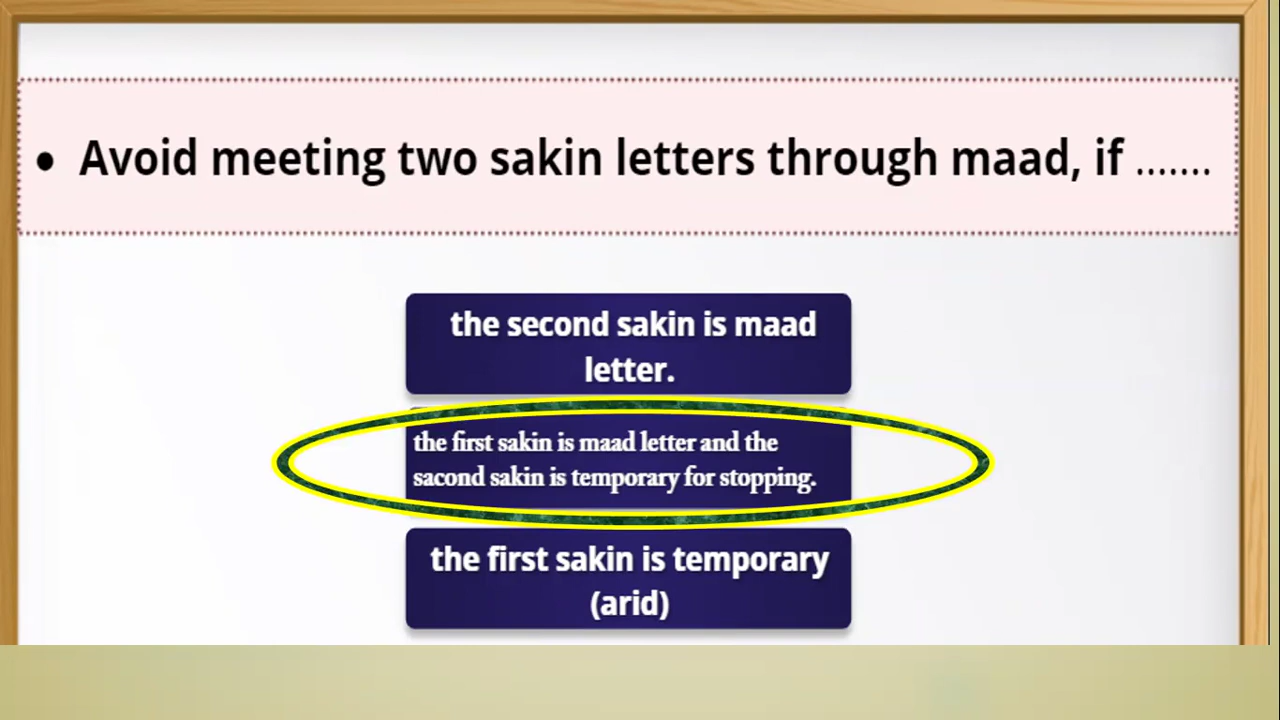 • Avoid meeting two sakin letters through maad, if .......
the second sakin is maad
letter.
the first sakin is maad letter and the
sacond sakin is temporary for stopping.
the first sakin is temporary
(arid)